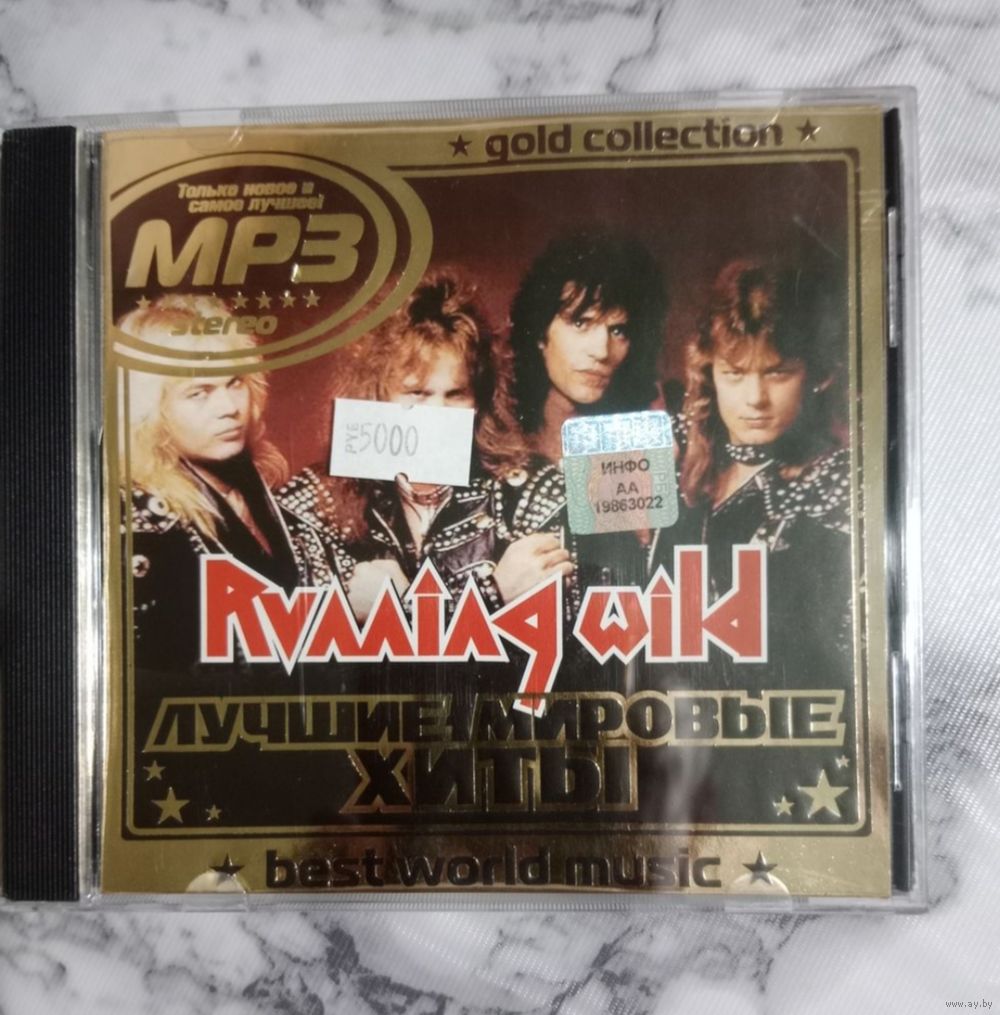 gold collection
Только новое и
самое лучшее!
MP3
stereo
РУБ 5000
ИНФО
АА
19863022
Running wild
ЛУЧШИЕ МИРОВЫЕ
ХИТЫ
best world music
www.ay.by